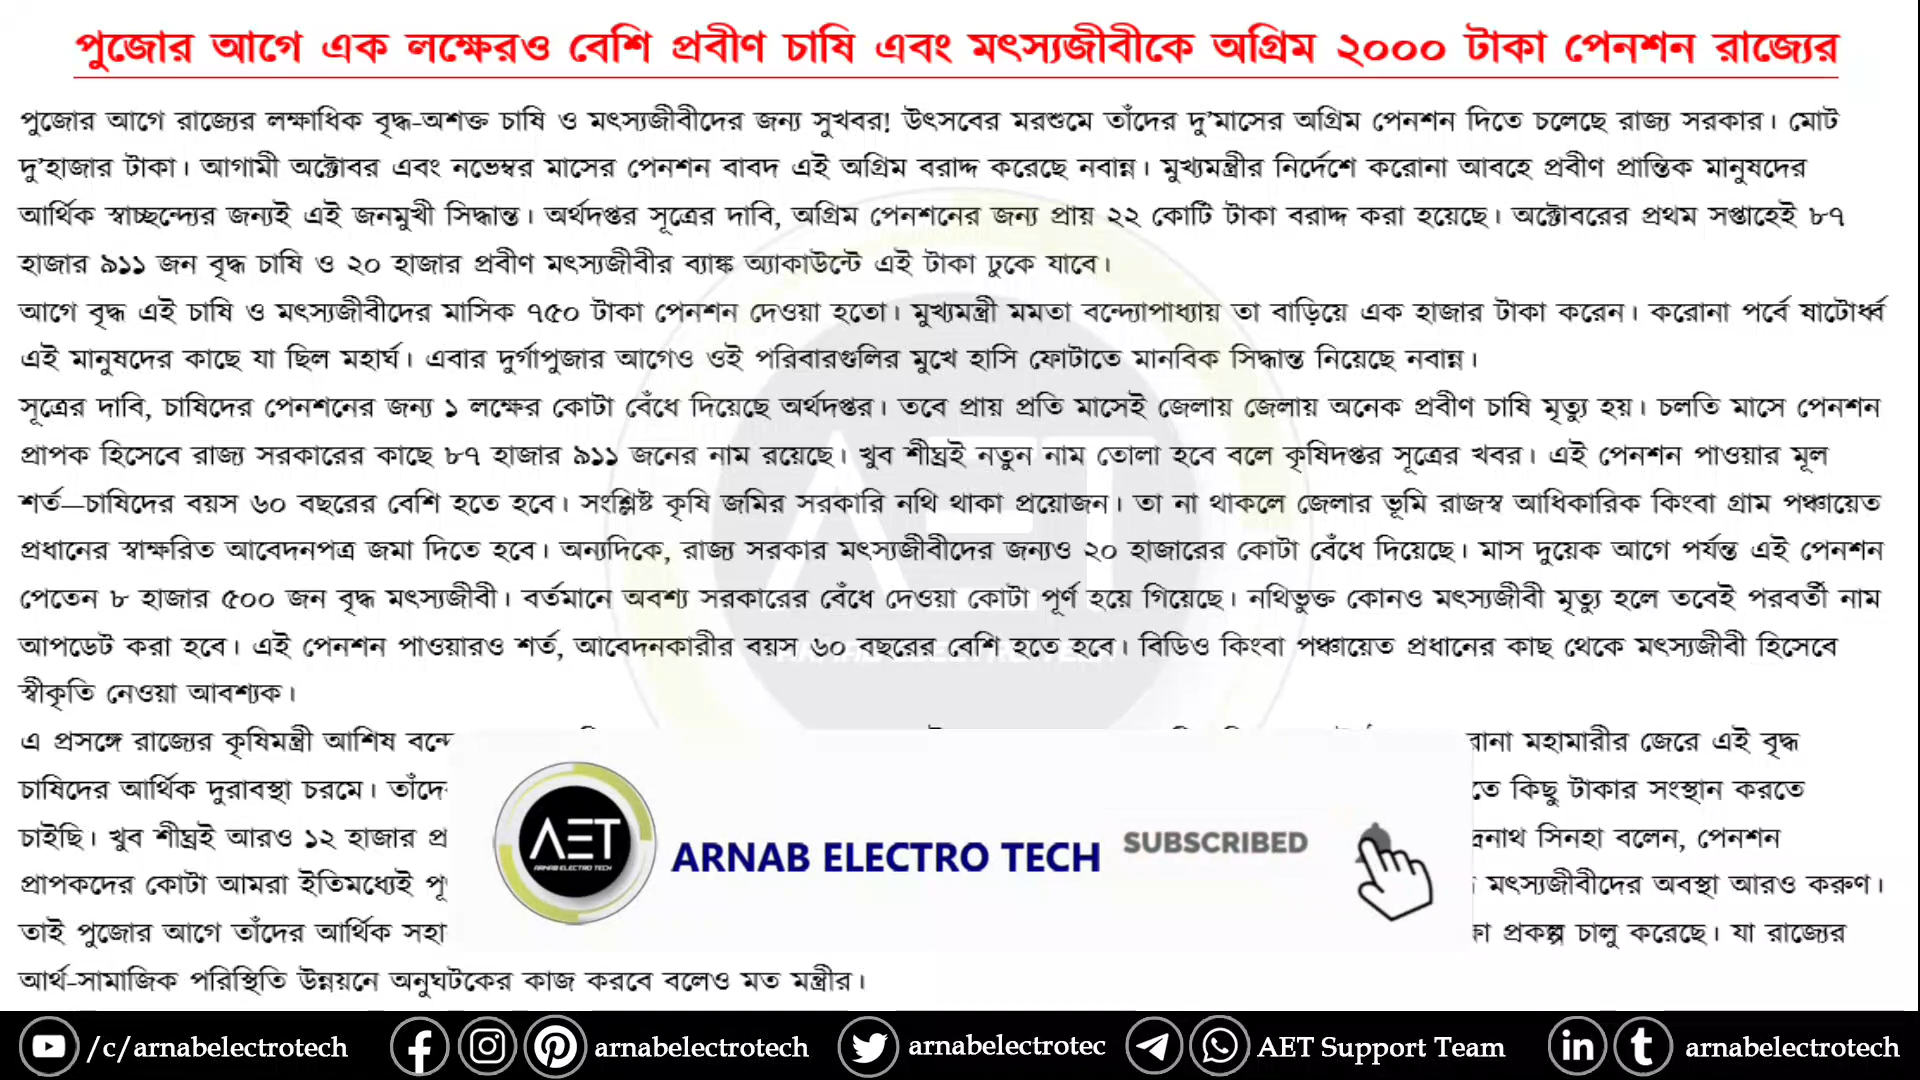 পুজোর আগে এক লক্ষেরও বেশি প্রবীণ চাষি এবং মৎস্যজীবীকে অগ্রিম ২০০০ টাকা পেনশন রাজ্যের
পুজোর আগে রাজ্যের লক্ষাধিক বৃদ্ধ-অশক্ত চাষি ও মৎস্যজীবীদের জন্য সুখবর! উৎসবের মরশুমে তাঁদের দু’মাসের অগ্রিম পেনশন দিতে চলেছে রাজ্য সরকার। মোট
দু’হাজার টাকা। আগামী অক্টোবর এবং নভেম্বর মাসের পেনশন বাবদ এই অগ্রিম বরাদ্দ করেছে নবান্ন। মুখ্যমন্ত্রীর নির্দেশে করোনা আবহে প্রবীণ প্রান্তিক মানুষদের
আর্থিক স্বাচ্ছন্দ্যের জন্যই এই জনমুখী সিদ্ধান্ত। অর্থদপ্তর সূত্রের দাবি, অগ্রিম পেনশনের জন্য প্রায় ২২ কোটি টাকা বরাদ্দ করা হয়েছে। অক্টোবরের প্রথম সপ্তাহেই ৮৭
হাজার ৯১১ জন বৃদ্ধ চাষি ও ২০ হাজার প্রবীণ মৎস্যজীবীর ব্যাঙ্ক অ্যাকাউন্টে এই টাকা ঢুকে যাবে।
আগে বৃদ্ধ এই চাষি ও মৎস্যজীবীদের মাসিক ৭৫০ টাকা পেনশন দেওয়া হতো। মুখ্যমন্ত্রী মমতা বন্দ্যোপাধ্যায় তা বাড়িয়ে এক হাজার টাকা করেন। করোনা পর্বে ষাটোর্ধ্ব
এই মানুষদের কাছে যা ছিল মহার্ঘ। এবার দুর্গাপুজার আগেও ওই পরিবারগুলির মুখে হাসি ফোটাতে মানবিক সিদ্ধান্ত নিয়েছে নবান্ন।
সূত্রের দাবি, চাষিদের পেনশনের জন্য ১ লক্ষের কোটা বেঁধে দিয়েছে অর্থদপ্তর। তবে প্রায় প্রতি মাসেই জেলায় জেলায় অনেক প্রবীণ চাষি মৃত্যু হয়। চলতি মাসে পেনশন
প্রাপক হিসেবে রাজ্য সরকারের কাছে ৮৭ হাজার ৯১১ জনের নাম রয়েছে। খুব শীঘ্রই নতুন নাম তোলা হবে বলে কৃষিদপ্তর সূত্রের খবর। এই পেনশন পাওয়ার মূল
শর্ত—চাষিদের বয়স ৬০ বছরের বেশি হতে হবে। সংশ্লিষ্ট কৃষি জমির সরকারি নথি থাকা প্রয়োজন। তা না থাকলে জেলার ভূমি রাজস্ব আধিকারিক কিংবা গ্রাম পঞ্চায়েত
প্রধানের স্বাক্ষরিত আবেদনপত্র জমা দিতে হবে। অন্যদিকে, রাজ্য সরকার মৎস্যজীবীদের জন্যও ২০ হাজারের কোটা বেঁধে দিয়েছে। মাস দুয়েক আগে পর্যন্ত এই পেনশন
পেতেন ৮ হাজার ৫০০ জন বৃদ্ধ মৎস্যজীবী। বর্তমানে অবশ্য সরকারের বেঁধে দেওয়া কোটা পূর্ণ হয়ে গিয়েছে। নথিভুক্ত কোনও মৎস্যজীবী মৃত্যু হলে তবেই পরবর্তী নাম
আপডেট করা হবে। এই পেনশন পাওয়ারও শর্ত, আবেদনকারীর বয়স ৬০ বছরের বেশি হতে হবে। বিডিও কিংবা পঞ্চায়েত প্রধানের কাছ থেকে মৎস্যজীবী হিসেবে
স্বীকৃতি নেওয়া আবশ্যক।
এ প্রসঙ্গে রাজ্যের কৃষিমন্ত্রী আশিষ মহামারীর জেরে এই বৃদ্ধ
চাষিদের আর্থিক দুরাবস্থা চরমে। কিছু টাকার সংস্থান করতে
চাইছি। খুব শীঘ্রই আরও ১২ হাজার সিনহা বলেন, পেনশন
প্রাপকদের কোটা আমরা ইতিমধ্যেই মৎস্যজীবীদের অবস্থা আরও করুণ।
তাই পুজোর আগে তাঁদের আর্থিক প্রকল্প চালু করেছে। যা রাজ্যের
আর্থ-সামাজিক পরিস্থিতি উন্নয়নে অনুঘটকের কাজ করবে বলেও মত মন্ত্রীর।
AET
ARNAB ELECTRO TECH
AET
ARNAB ELECTRO TECH
ARNAB ELECTRO TECH
SUBSCRIBED
/c/arnabelectrotech
arnabelectrotech
arnabelectrotec
AET Support Team
arnabelectrotech